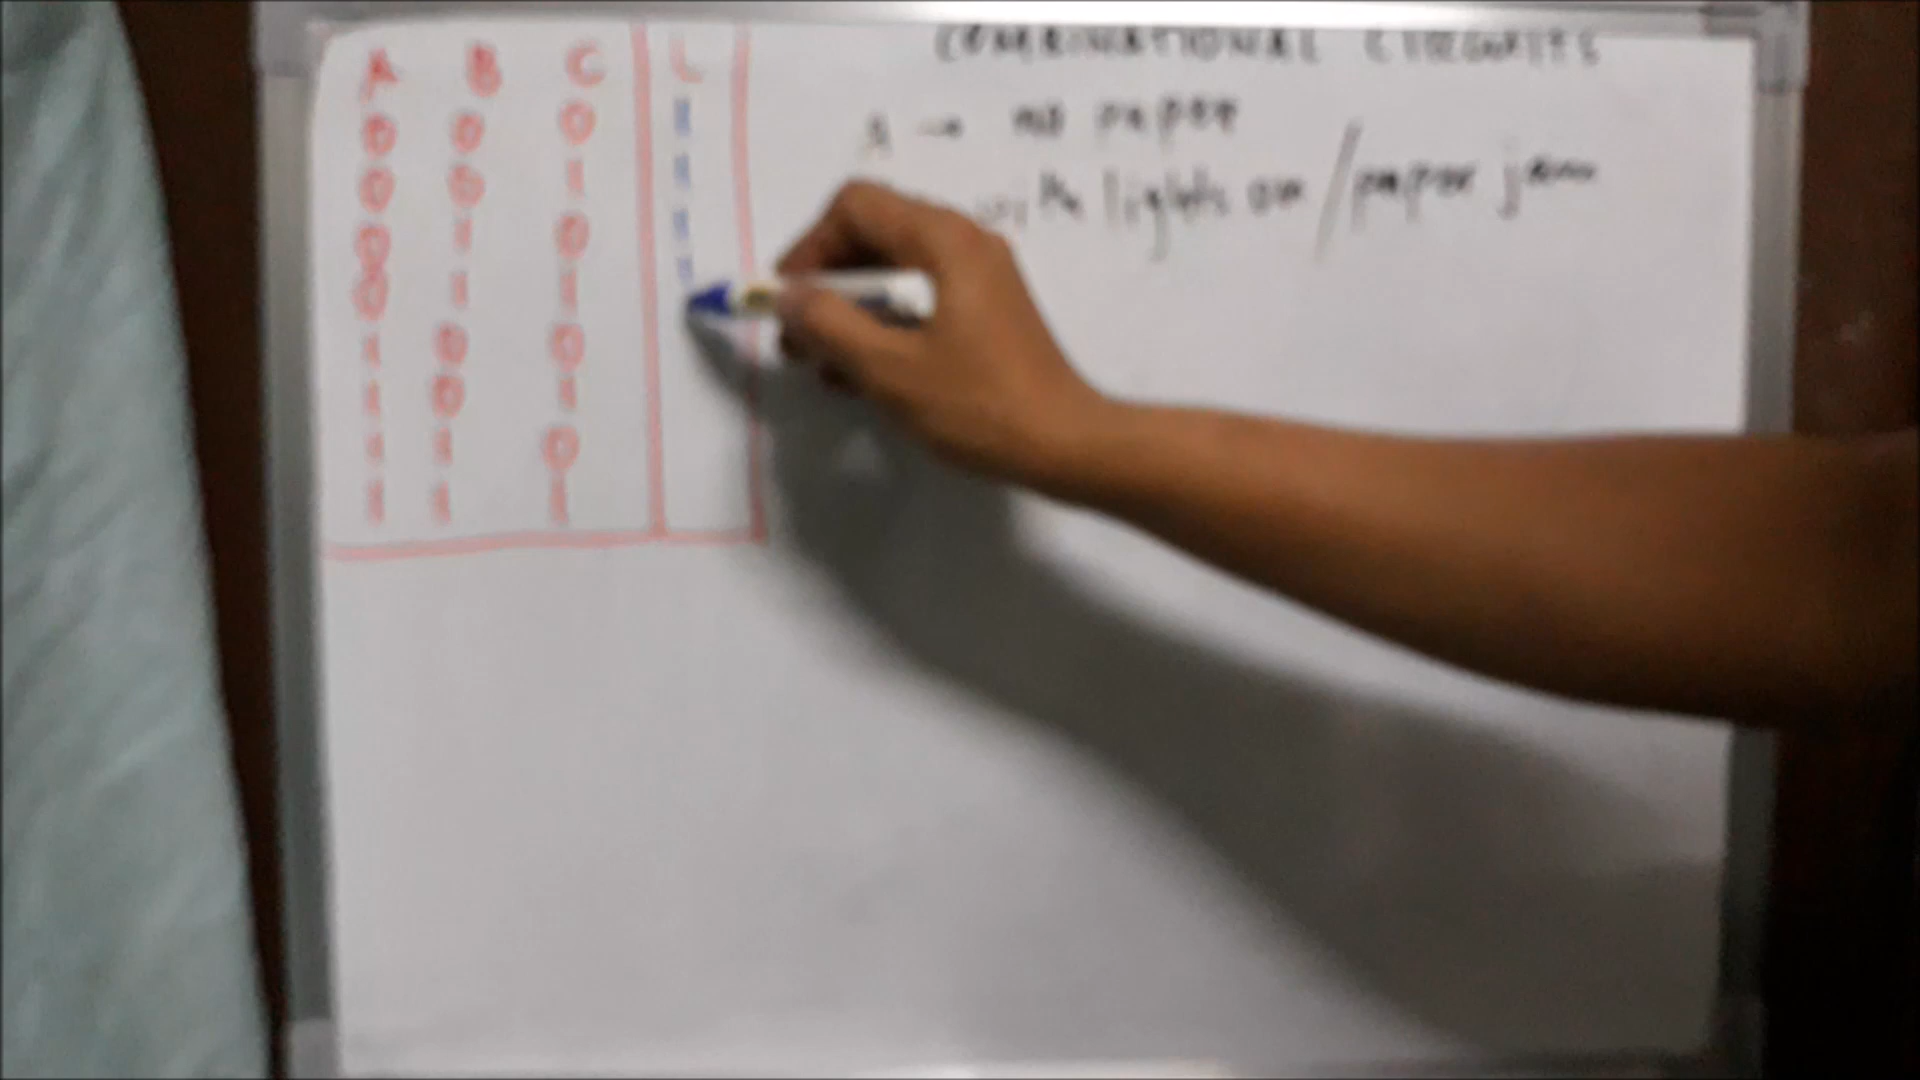 COMBINATIONAL CIRCUITS
A B C L
0 0 0 1
0 0 1 1
0 1 0 1
0 1 1 1
1 0 0
1 0 1
1 1 0
1 1 1
→ no paper
with lights on / paper jam